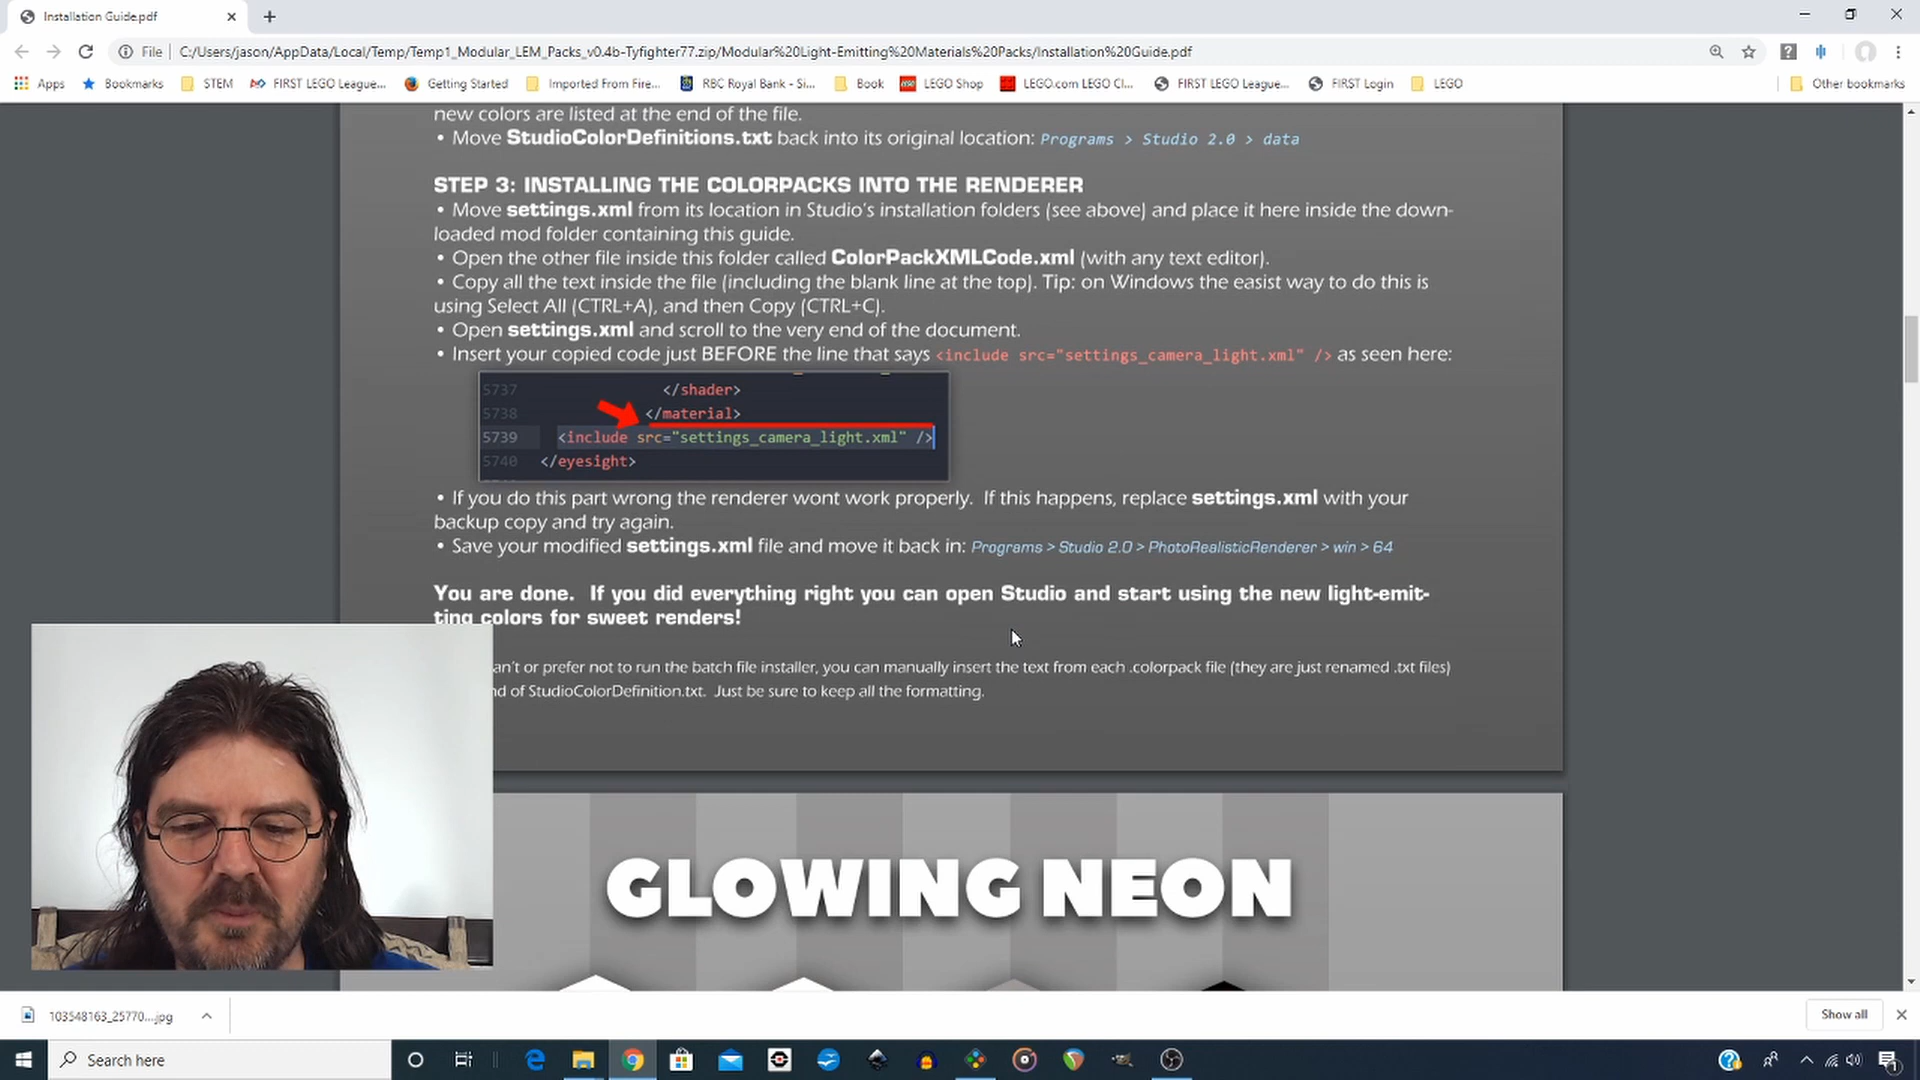 Installation Guide.pdf
File C:/Users/jason/AppData/Local/Temp/Temp1_Modular_LEM_Packs_v0.4b-Tyfighter77.zip/Modular%20Light-Emitting%20Materials%20Packs/Installation%20Guide.pdf
Apps Bookmarks STEM FIRST LEGO League... Getting Started Imported From Fire... RBC Royal Bank - Si... Book LEGO Shop LEGO.com LEGO Cl... FIRST LEGO League... FIRST Login LEGO Other bookmarks
new colors are listed at the end of the file.
• Move StudioColorDefinitions.txt back into its original location: Programs > Studio 2.0 > data
STEP 3: INSTALLING THE COLORPACKS INTO THE RENDERER
• Move settings.xml from its location in Studio's installation folders (see above) and place it here inside the down-
loaded mod folder containing this guide.
• Open the other file inside this folder called ColorPackXMLCode.xml (with any text editor).
• Copy all the text inside the file (including the blank line at the top). Tip: on Windows the easist way to do this is
using Select All (CTRL+A), and then Copy (CTRL+C).
• Open settings.xml and scroll to the very end of the document.
• Insert your copied code just BEFORE the line that says <include src="settings_camera_light.xml" /> as seen here:
5737 </shader>
5738 </material>
5739 <include src="settings_camera_light.xml" />
5740 </eyesight>
• If you do this part wrong the renderer wont work properly. If this happens, replace settings.xml with your
backup copy and try again.
• Save your modified settings.xml file and move it back in: Programs > Studio 2.0 > PhotoRealisticRenderer > win > 64
You are done. If you did everything right you can open Studio and start using the new light-emit-
ting colors for sweet renders!
an't or prefer not to run the batch file installer, you can manually insert the text from each .colorpack file (they are just renamed .txt files)
nd of StudioColorDefinition.txt. Just be sure to keep all the formatting.
GLOWING NEON
103548163_25770....jpg
Show all
Search here